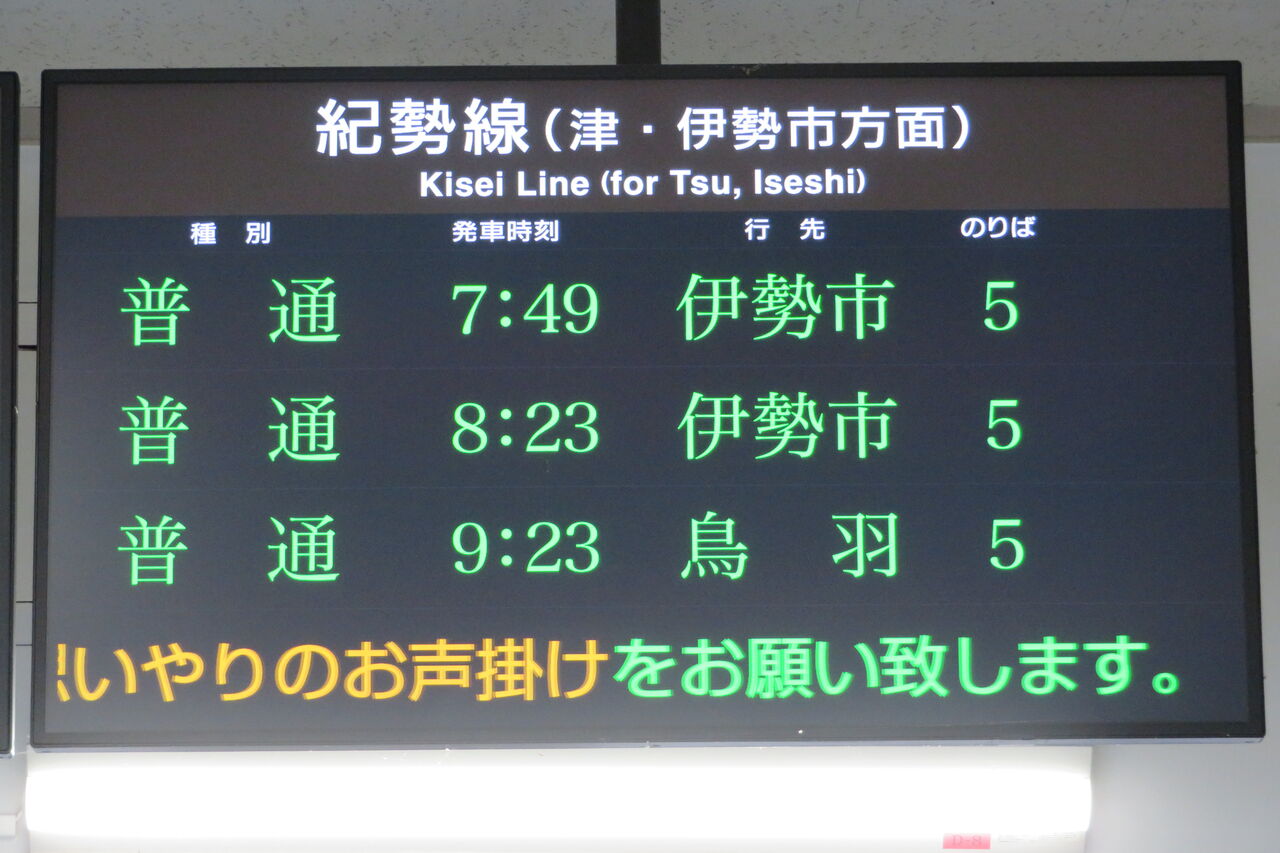 紀勢線(津・伊勢市方面)
Kisei Line (for Tsu, Iseshi)
種 別 発車時刻 行 先 のりば
普 通 7:49 伊勢市 5
普 通 8:23 伊勢市 5
普 通 9:23 鳥 羽 5
いやりのお声掛けをお願い致します。